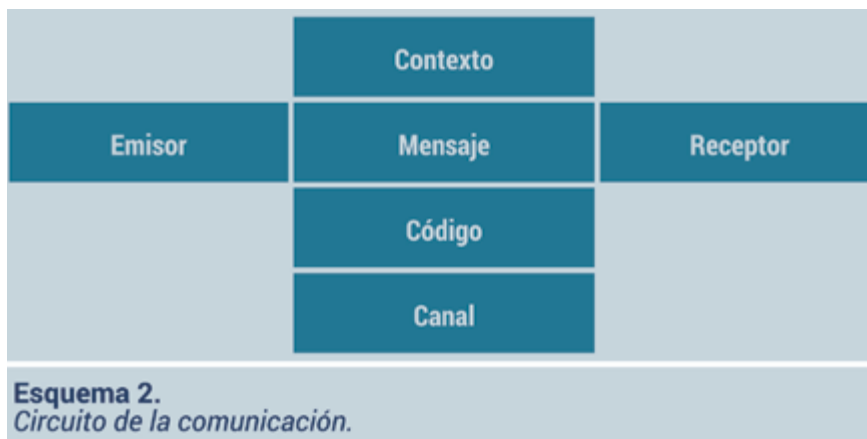 Contexto
Emisor Mensaje Receptor
Código
Canal
Esquema 2.
Circuito de la comunicación.